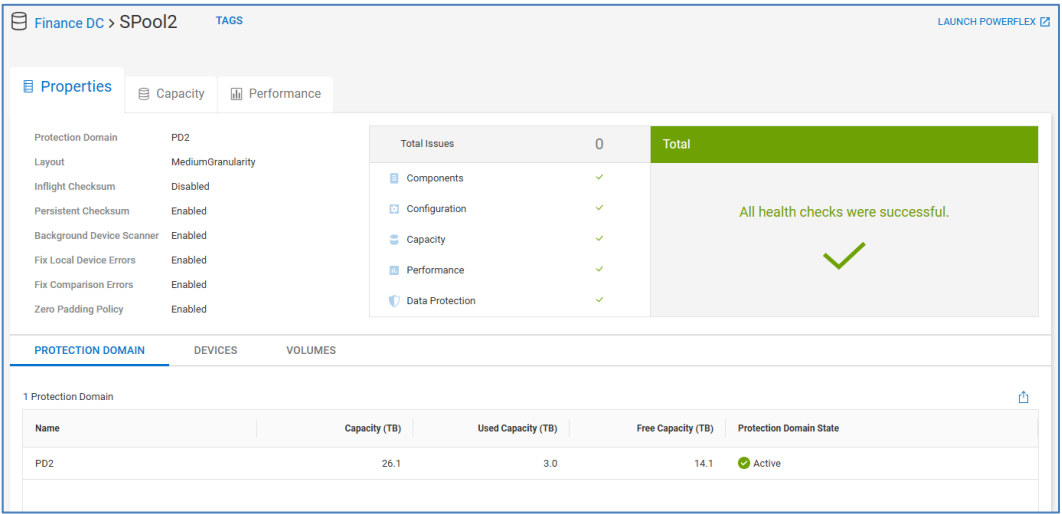 Finance DC > SPool2 TAGS LAUNCH POWERFLEX
Properties Capacity Performance
Protection Domain PD2
Layout MediumGranularity
Inflight Checksum Disabled
Persistent Checksum Enabled
Background Device Scanner Enabled
Fix Local Device Errors Enabled
Fix Comparison Errors Enabled
Zero Padding Policy Enabled
Total Issues 0
Components
Configuration
Capacity
Performance
Data Protection
Total
All health checks were successful.
PROTECTION DOMAIN DEVICES VOLUMES
1 Protection Domain
Name Capacity (TB) Used Capacity (TB) Free Capacity (TB) Protection Domain State
PD2 26.1 3.0 14.1 Active